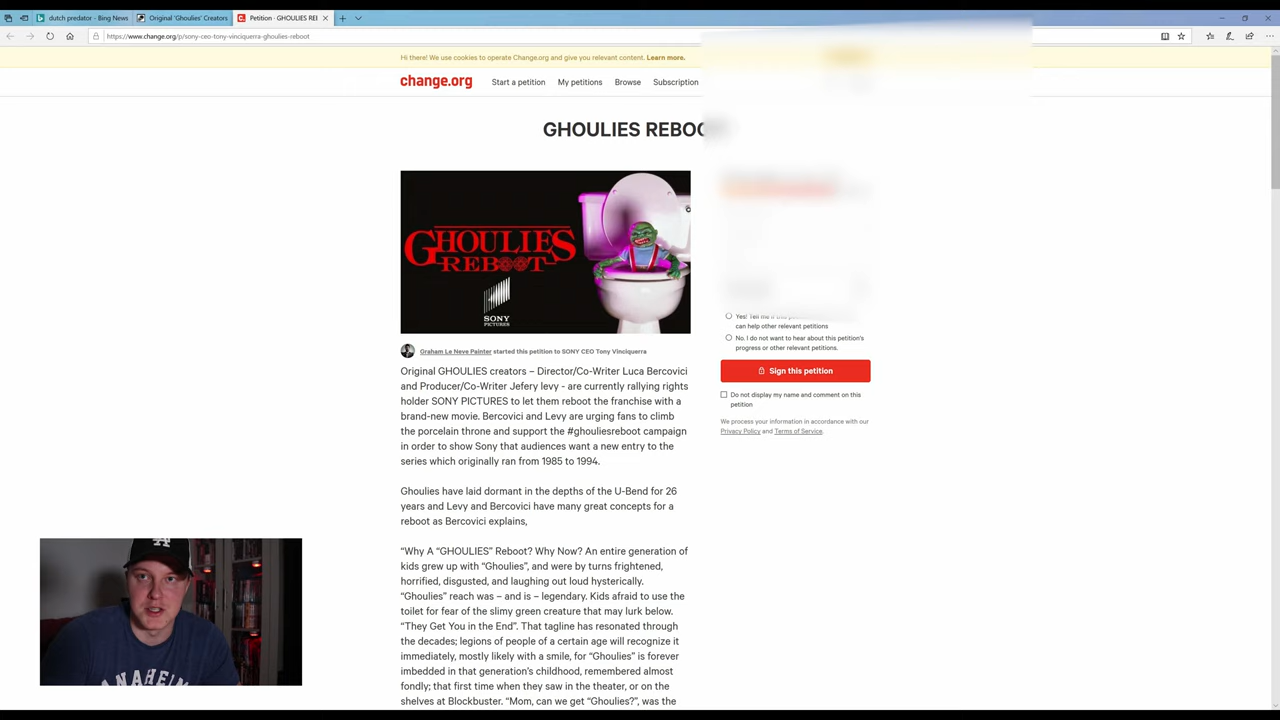 dutch predator - Bing News
Original 'Ghoulies' Creators
Petition · GHOULIES REI
https://www.change.org/p/sony-ceo-tony-vinciquerra-ghoulies-reboot
Hi there! We use cookies to operate Change.org and give you relevant content. Learn more.
change.org
Start a petition
My petitions
Browse
Subscription
GHOULIES REBOO
GHOULIES
REBOOT
SONY
PICTURES
Graham Le Neve Painter started this petition to SONY CEO Tony Vinciquerra
Original GHOULIES creators – Director/Co-Writer Luca Bercovici
and Producer/Co-Writer Jefery levy - are currently rallying rights
holder SONY PICTURES to let them reboot the franchise with a
brand-new movie. Bercovici and Levy are urging fans to climb
the porcelain throne and support the #ghouliesreboot campaign
in order to show Sony that audiences want a new entry to the
series which originally ran from 1985 to 1994.
Ghoulies have laid dormant in the depths of the U-Bend for 26
years and Levy and Bercovici have many great concepts for a
reboot as Bercovici explains,
“Why A “GHOULIES” Reboot? Why Now? An entire generation of
kids grew up with “Ghoulies”, and were by turns frightened,
horrified, disgusted, and laughing out loud hysterically.
“Ghoulies” reach was – and is – legendary. Kids afraid to use the
toilet for fear of the slimy green creature that may lurk below.
“They Get You in the End”. That tagline has resonated through
the decades; legions of people of a certain age will recognize it
immediately, mostly likely with a smile, for “Ghoulies” is forever
imbedded in that generation’s childhood, remembered almost
fondly; that first time when they saw in the theater, or on the
shelves at Blockbuster. “Mom, can we get “Ghoulies?”, was the
Yes! Tell me if this
can help other relevant petitions
No. I do not want to hear about this petition's
progress or other relevant petitions.
Sign this petition
Do not display my name and comment on this
petition
We process your information in accordance with our
Privacy Policy and Terms of Service.
A
ANAHEIM